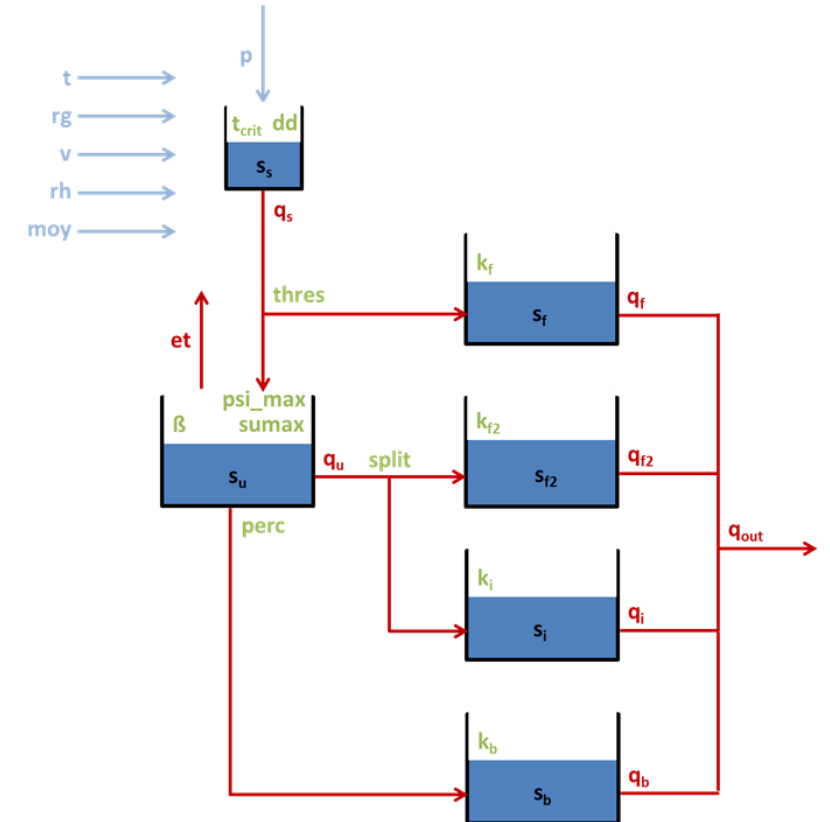 p
t
rg
v
rh
moy
t_crit dd
s_s
q_s
thres
k_f
s_f
q_f
et
psi_max
ß sumax
s_u
q_u split
k_f2
s_f2
q_f2
perc
q_out
k_i
s_i
q_i
k_b
s_b
q_b